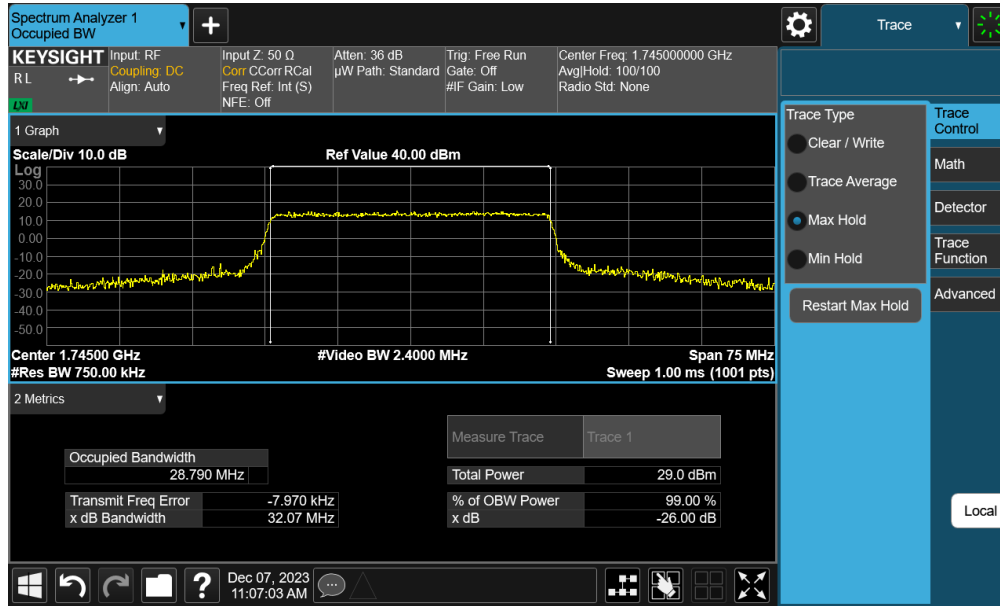 Spectrum Analyzer 1
Occupied BW
Trace
KEYSIGHT
R L
LXI
Input: RF
Coupling: DC
Align: Auto
Input Z: 50 Ω
Corr CCorr RCal
Freq Ref: Int (S)
NFE: Off
Atten: 36 dB
µW Path: Standard
Trig: Free Run
Gate: Off
#IF Gain: Low
Center Freq: 1.745000000 GHz
Avg|Hold: 100/100
Radio Std: None
1 Graph
Scale/Div 10.0 dB
Ref Value 40.00 dBm
Log
30.0
20.0
10.0
0.00
-10.0
-20.0
-30.0
-40.0
-50.0
Center 1.74500 GHz
#Video BW 2.4000 MHz
Span 75 MHz
#Res BW 750.00 kHz
Sweep 1.00 ms (1001 pts)
2 Metrics
Measure Trace
Trace 1
Occupied Bandwidth
28.790 MHz
Total Power
29.0 dBm
Transmit Freq Error
-7.970 kHz
% of OBW Power
99.00 %
x dB Bandwidth
32.07 MHz
x dB
-26.00 dB
Trace Type
Clear / Write
Trace Average
Max Hold
Min Hold
Restart Max Hold
Trace
Control
Math
Detector
Trace
Function
Advanced
Local
?
Dec 07, 2023
11:07:03 AM